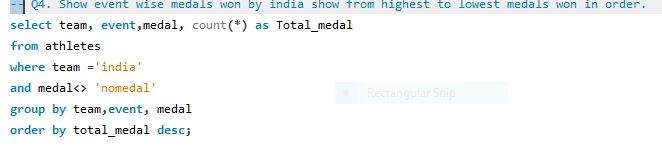 -- Q4. Show event wise medals won by india show from highest to lowest medals won in order.
select team, event,medal, count(*) as Total_medal
from athletes
where team ='india'
and medal<> 'nomedal'
Rectangular Snip
group by team,event, medal
order by total_medal desc;